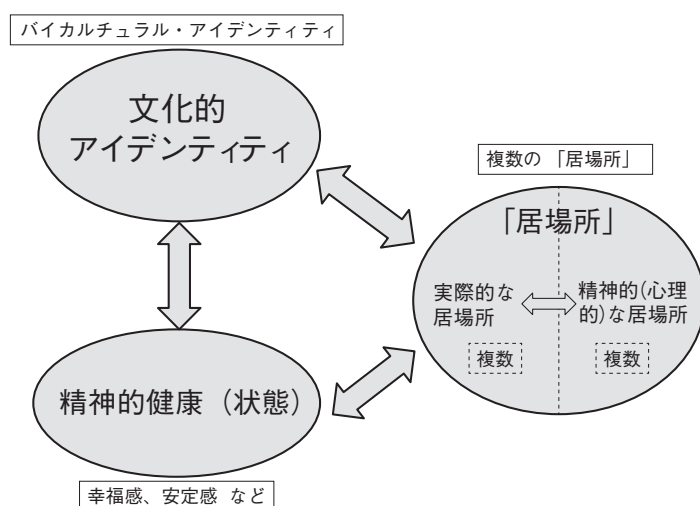 バイカルチュラル・アイデンティティ
文化的
アイデンティティ
複数の 「居場所」
「居場所」
実際的な
居場所
精神的(心理
的)な居場所
複数
複数
精神的健康（状態）
幸福感、安定感 など